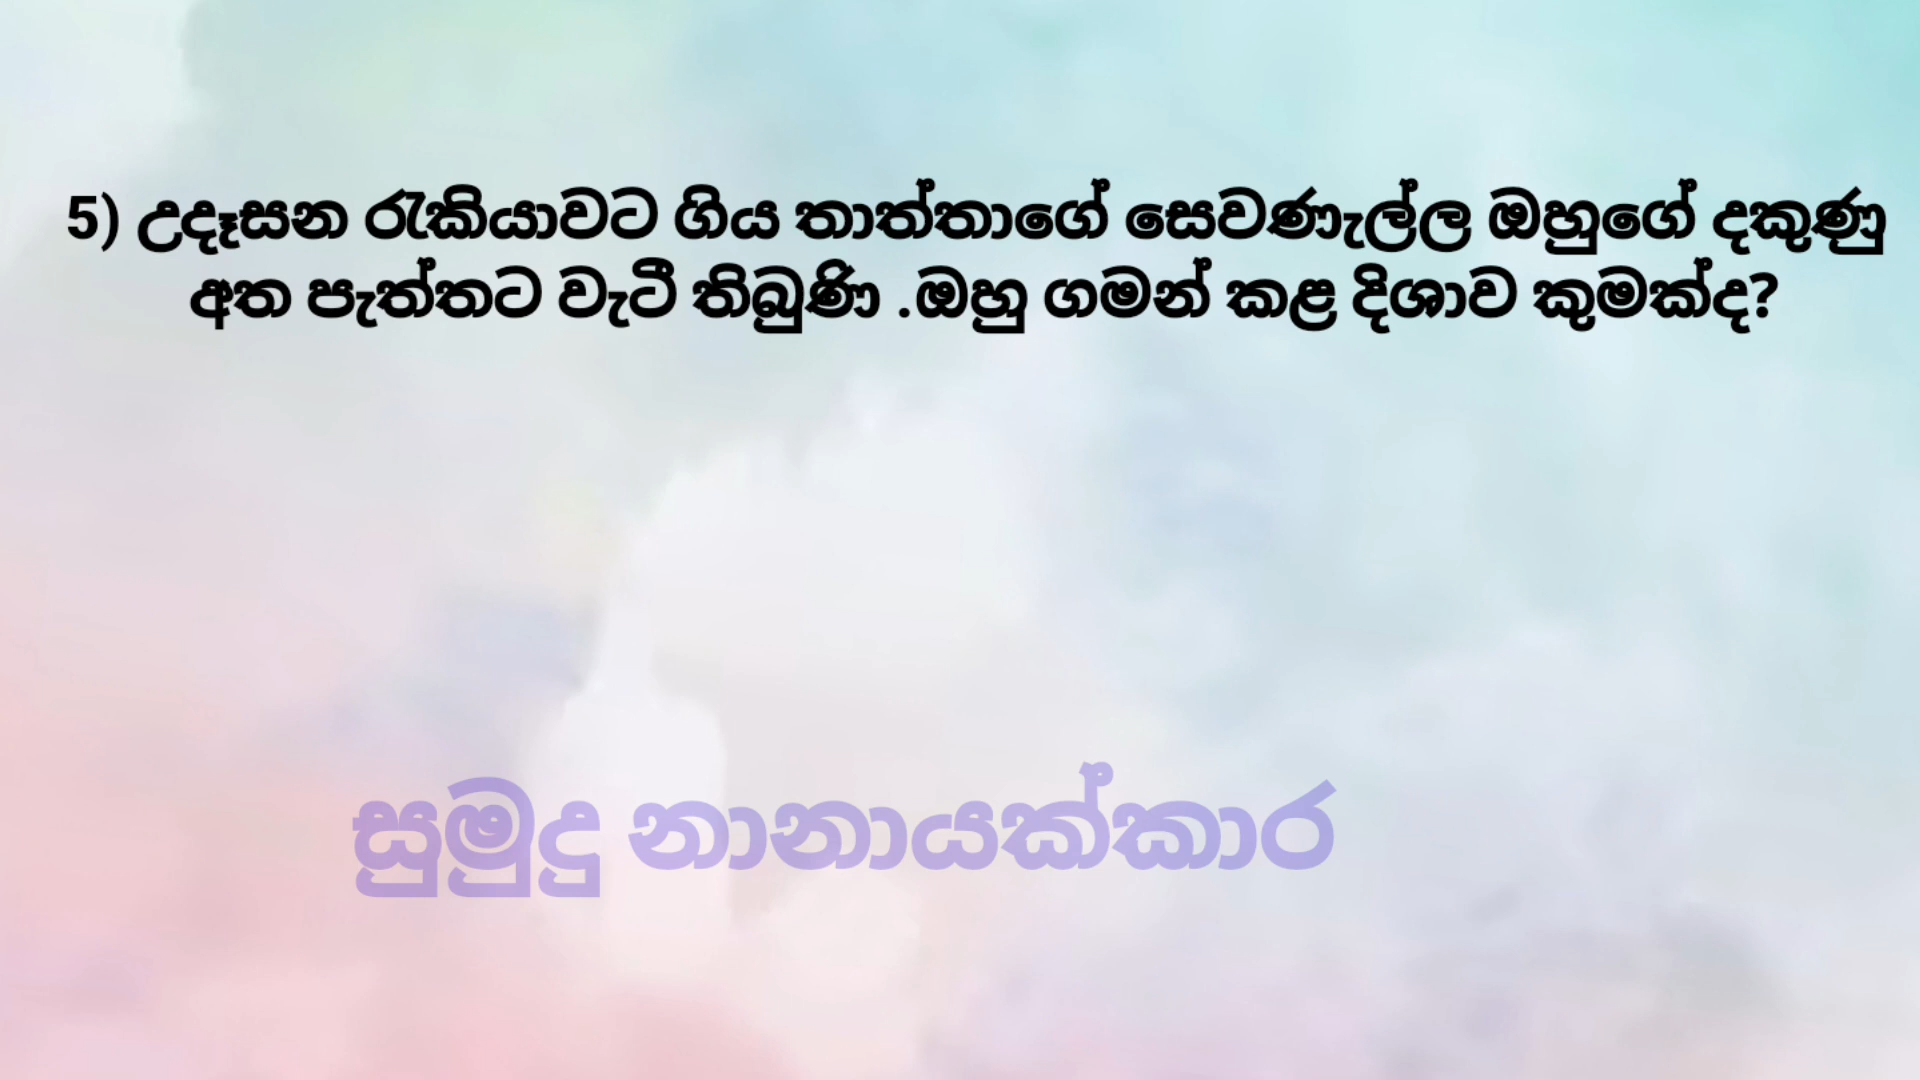 5) උදෑසන රැකියාවට ගිය තාත්තාගේ සෙවණැල්ල ඔහුගේ දකුණු
අත පැත්තට වැටී තිබුණි .ඔහු ගමන් කළ දිශාව කුමක්ද?
සුමුදු නානායක්කාර